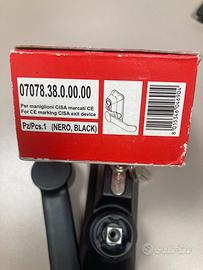 07078.38.0.00.00
Per maniglioni CISA marcati CE
For CE marking CISA exit device
Pz/Pcs.1 (NERO, BLACK)
subito